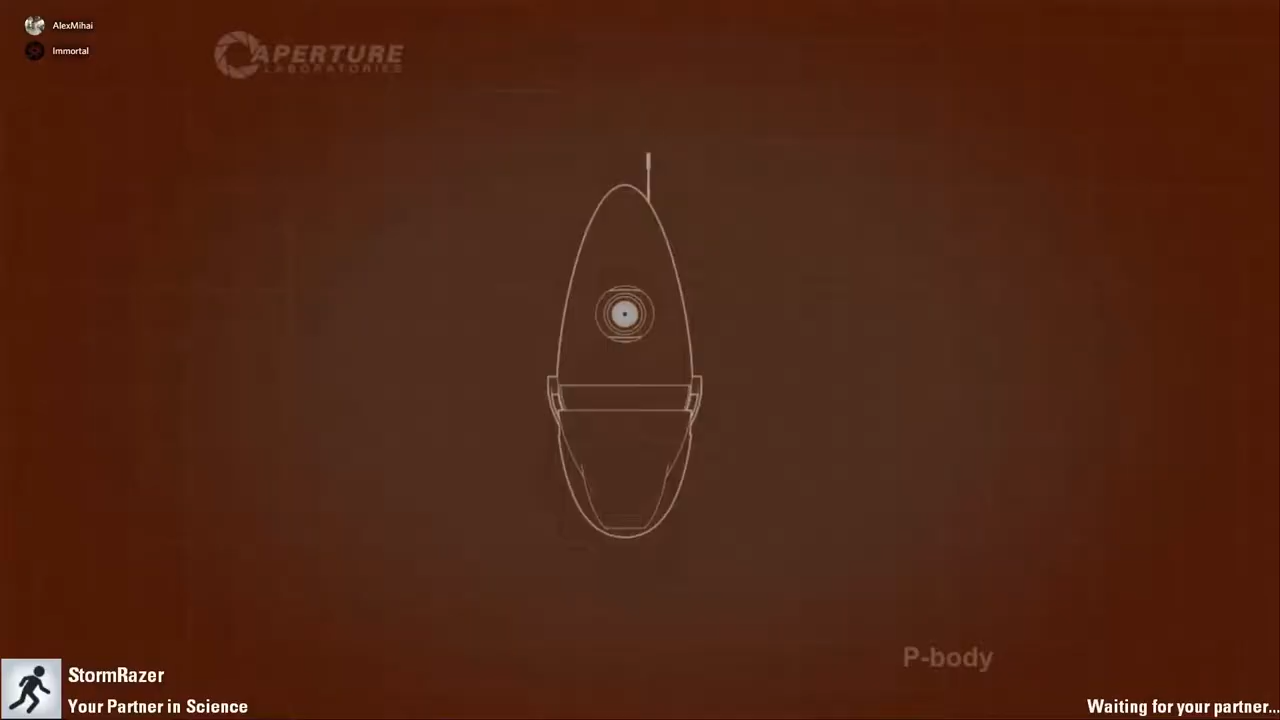 AlexMihai
Immortal
APERTURE
LABORATORIES
P-body
StormRazer
Your Partner in Science
Waiting for your partner...